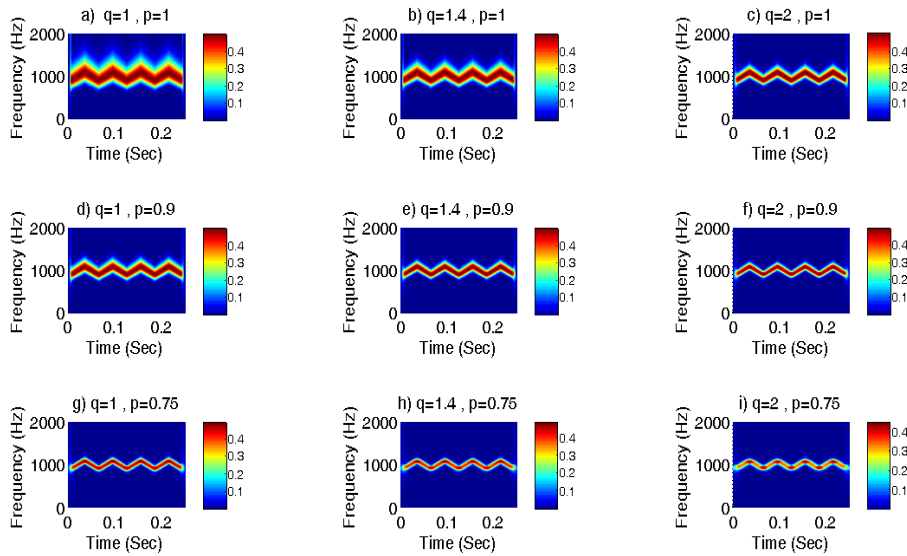 a) q=1 , p=1
Frequency (Hz)
2000
1000
0
0 0.1 0.2
Time (Sec)
0.4
0.3
0.2
0.1
b) q=1.4 , p=1
Frequency (Hz)
2000
1000
0
0 0.1 0.2
Time (Sec)
0.4
0.3
0.2
0.1
c) q=2 , p=1
Frequency (Hz)
2000
1000
0
0 0.1 0.2
Time (Sec)
0.4
0.3
0.2
0.1
d) q=1 , p=0.9
Frequency (Hz)
2000
1000
0
0 0.1 0.2
Time (Sec)
0.4
0.3
0.2
0.1
e) q=1.4 , p=0.9
Frequency (Hz)
2000
1000
0
0 0.1 0.2
Time (Sec)
0.4
0.3
0.2
0.1
f) q=2 , p=0.9
Frequency (Hz)
2000
1000
0
0 0.1 0.2
Time (Sec)
0.4
0.3
0.2
0.1
g) q=1 , p=0.75
Frequency (Hz)
2000
1000
0
0 0.1 0.2
Time (Sec)
0.4
0.3
0.2
0.1
h) q=1.4 , p=0.75
Frequency (Hz)
2000
1000
0
0 0.1 0.2
Time (Sec)
0.4
0.3
0.2
0.1
i) q=2 , p=0.75
Frequency (Hz)
2000
1000
0
0 0.1 0.2
Time (Sec)
0.4
0.3
0.2
0.1